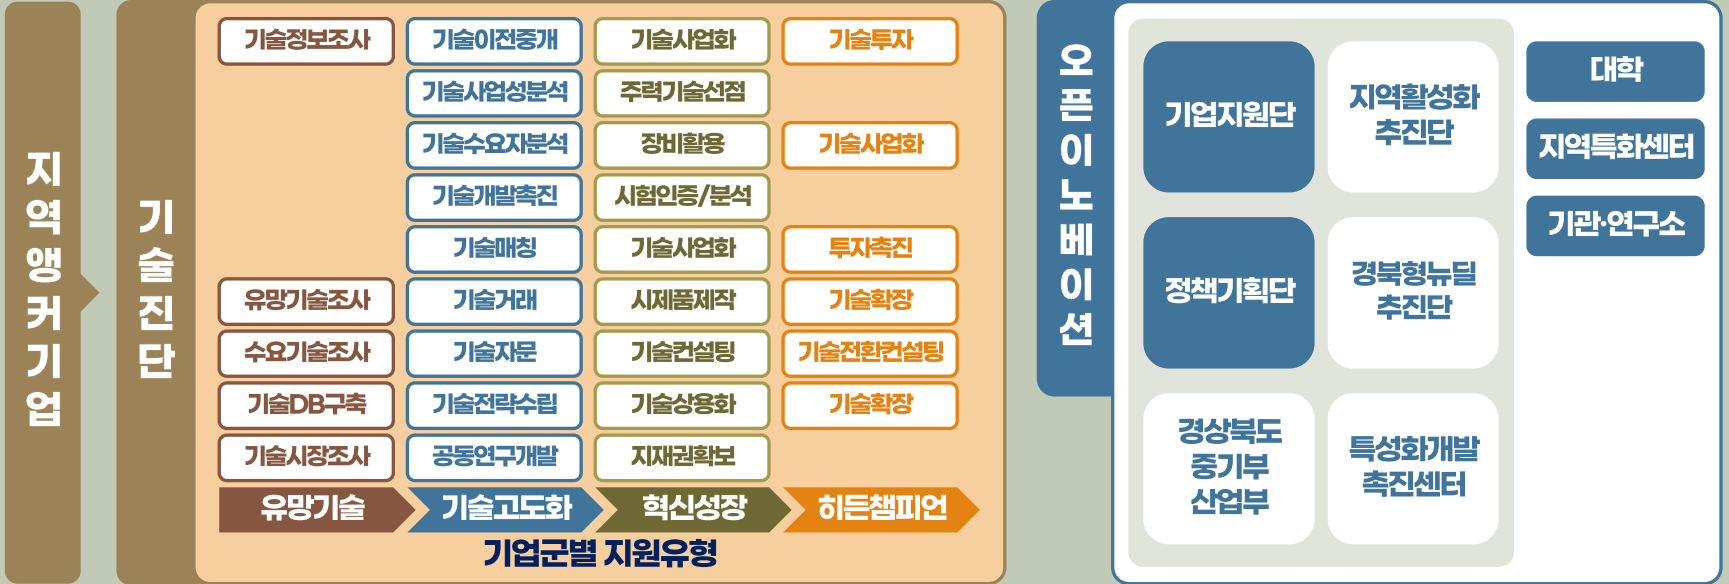 지역앵커기업
기술진단
기술정보조사
기술이전중개
기술사업화
기술투자
기술사업성분석
주력기술선점
기술수요자분석
장비활용
기술사업화
기술개발촉진
시험인증/분석
기술매칭
기술사업화
투자촉진
유망기술조사
기술거래
시제품제작
기술확장
수요기술조사
기술자문
기술컨설팅
기술전환컨설팅
기술DB구축
기술전략수립
기술상용화
기술확장
기술시장조사
공동연구개발
지재권확보
유망기술
기술고도화
혁신성장
히든챔피언
기업군별 지원유형
오픈이노베이션
기업지원단
지역활성화
추진단
정책기획단
경북형뉴딜
추진단
경상북도
중기부
산업부
특성화개발
촉진센터
대학
지역특화센터
기관·연구소